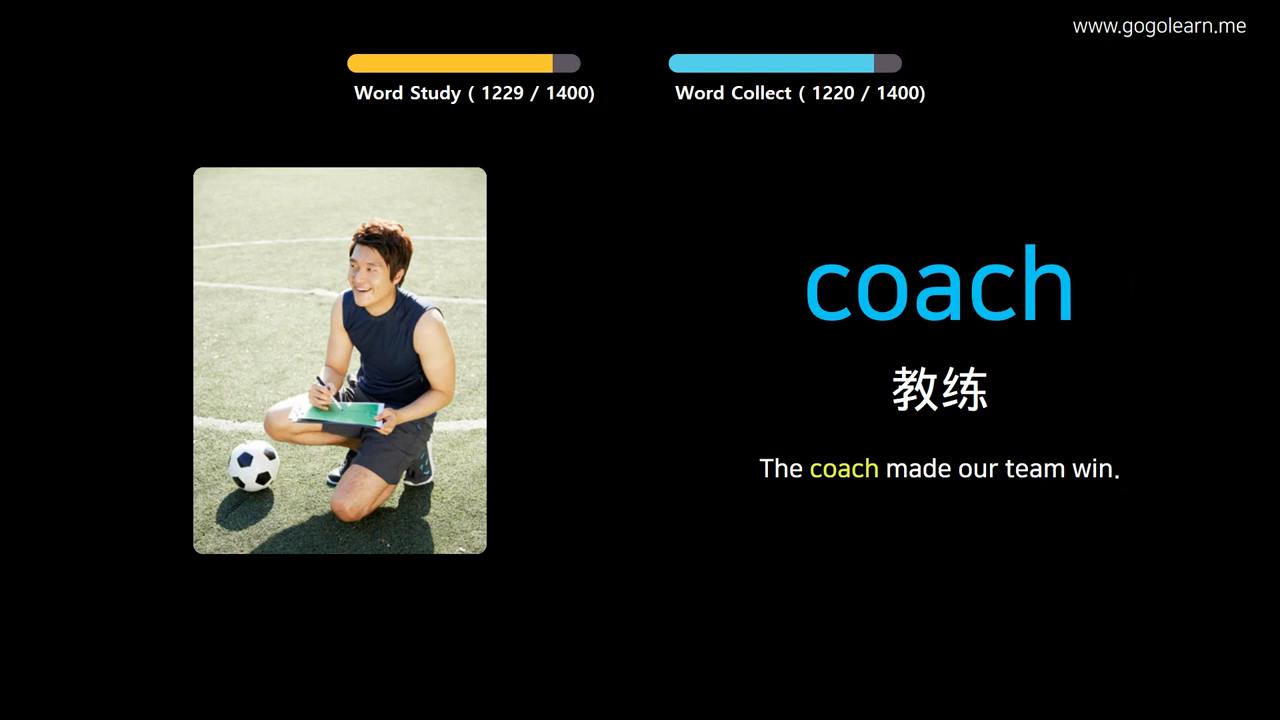 www.gogolearn.me
Word Study ( 1229 / 1400)
Word Collect ( 1220 / 1400)
coach
教练
The coach made our team win.